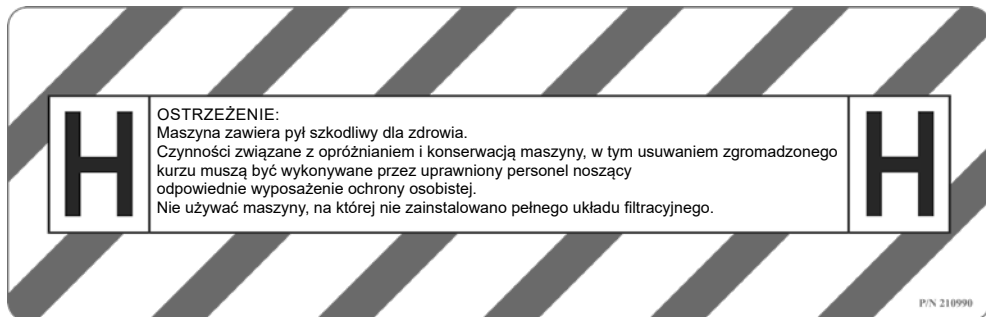 H
OSTRZEŻENIE:
Maszyna zawiera pył szkodliwy dla zdrowia.
Czynności związane z opróżnianiem i konserwacją maszyny, w tym usuwaniem zgromadzonego
kurzu muszą być wykonywane przez uprawniony personel noszący
odpowiednie wyposażenie ochrony osobistej.
Nie używać maszyny, na której nie zainstalowano pełnego układu filtracyjnego.
H
P/N 210990